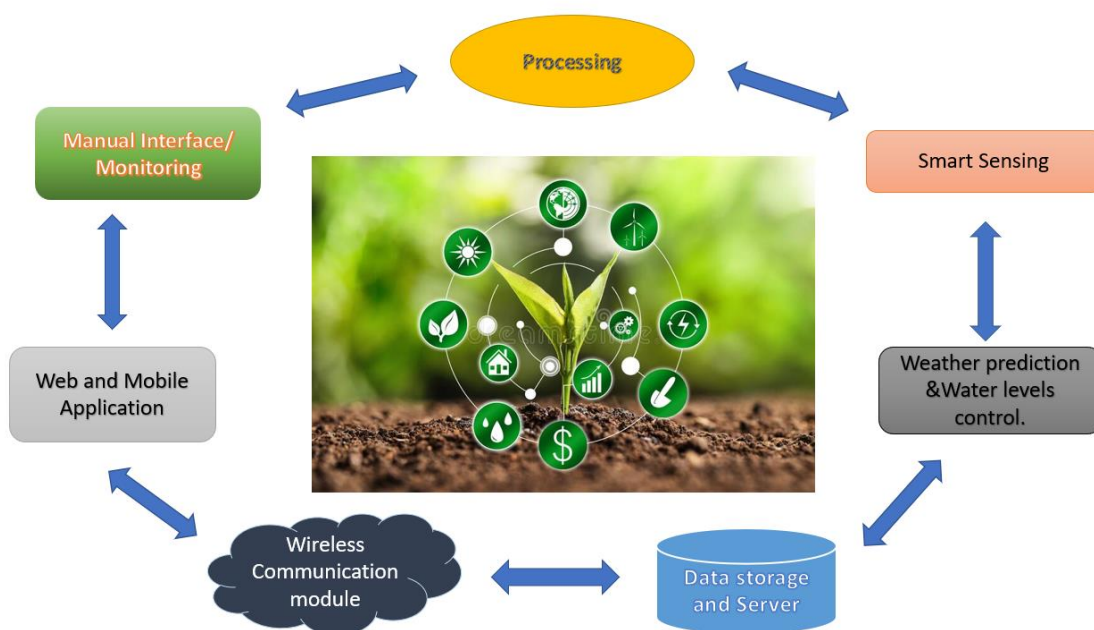 Processing
Manual Interface/
Monitoring
Smart Sensing
Web and Mobile
Application
Weather prediction
&Water levels
control.
$
Wireless
Communication
module
Data storage
and Server